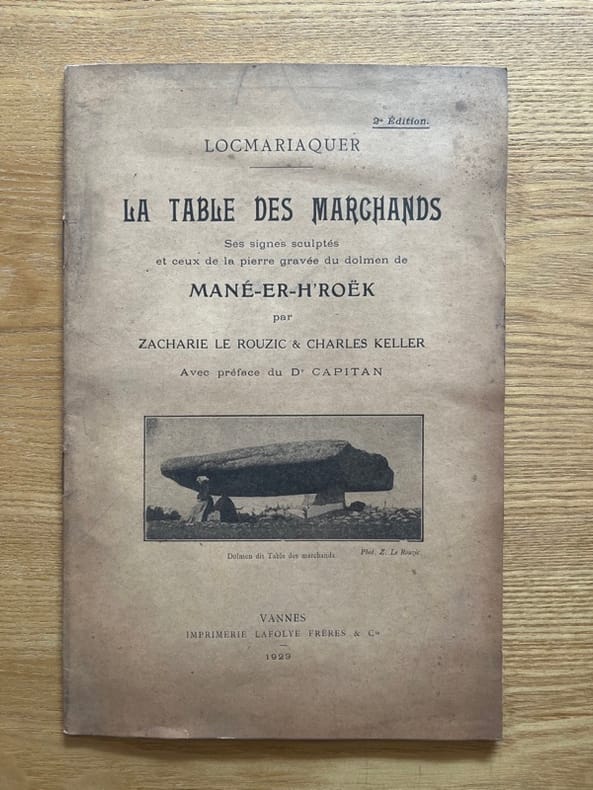 2ᵉ Édition.
LOCMARIAQUER
LA TABLE DES MARCHANDS
Ses signes sculptés
et ceux de la pierre gravée du dolmen de
MANÉ-ER-H'ROËK
par
ZACHARIE LE ROUZIC & CHARLES KELLER
Avec préface du Dʳ CAPITAN
Dolmen dit Table des marchands.
Phot. Z. Le Rouzic
VANNES
IMPRIMERIE LAFOLYE FRÈRES & Cⁱᵉ
1923